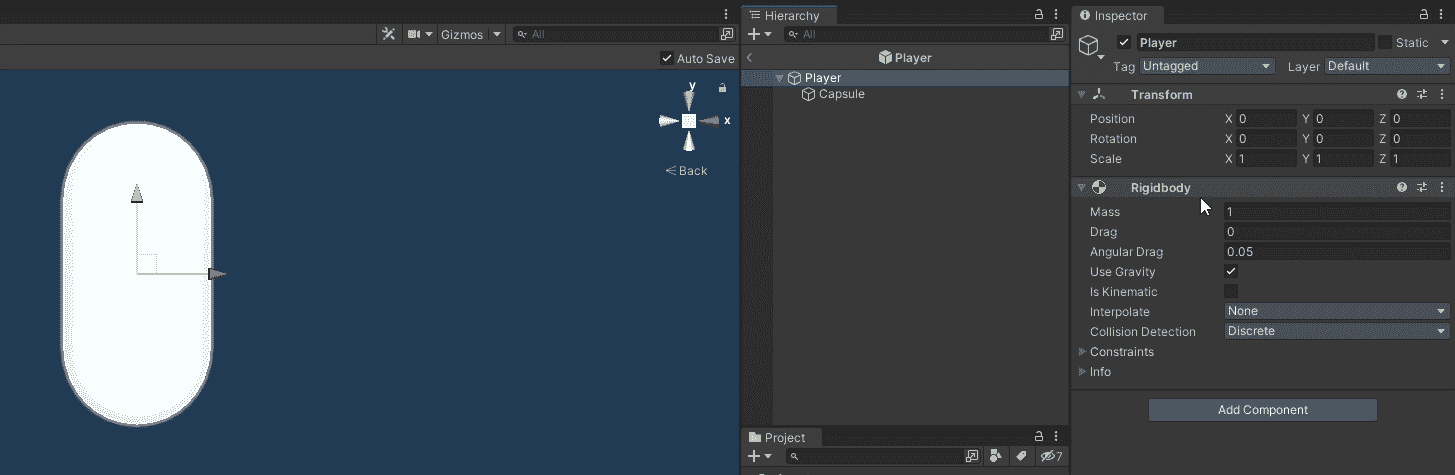 Hierarchy
Inspector
Gizmos
All
All
Player
Static
Auto Save
Player
Tag Untagged Layer Default
Player
Capsule
y
x
Back
Transform
Position X 0 Y 0 Z 0
Rotation X 0 Y 0 Z 0
Scale X 1 Y 1 Z 1
Rigidbody
Mass 1
Drag 0
Angular Drag 0.05
Use Gravity
Is Kinematic
Interpolate None
Collision Detection Discrete
Constraints
Info
Add Component
Project
7